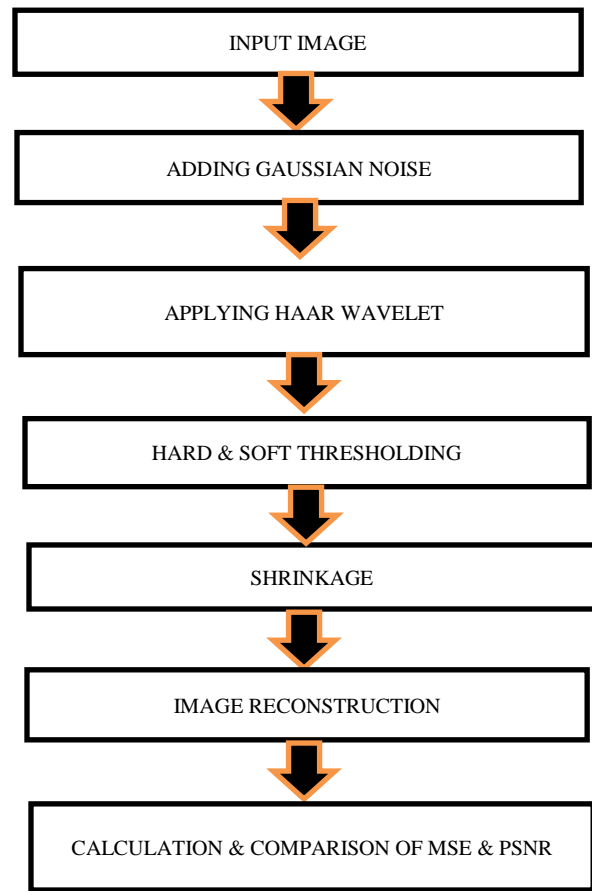 INPUT IMAGE
ADDING GAUSSIAN NOISE
APPLYING HAAR WAVELET
HARD & SOFT THRESHOLDING
SHRINKAGE
IMAGE RECONSTRUCTION
CALCULATION & COMPARISON OF MSE & PSNR